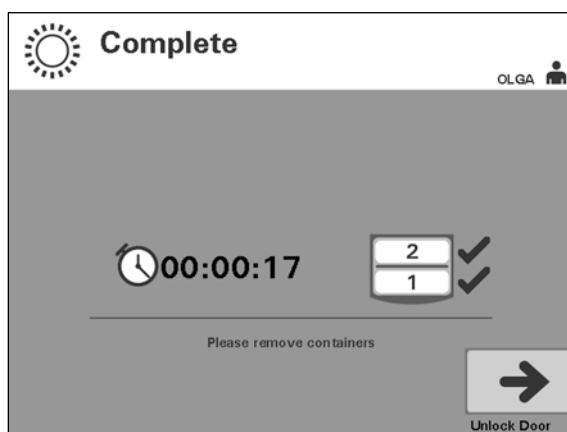 Complete
OLGA
00:00:17
2
1
Please remove containers
Unlock Door